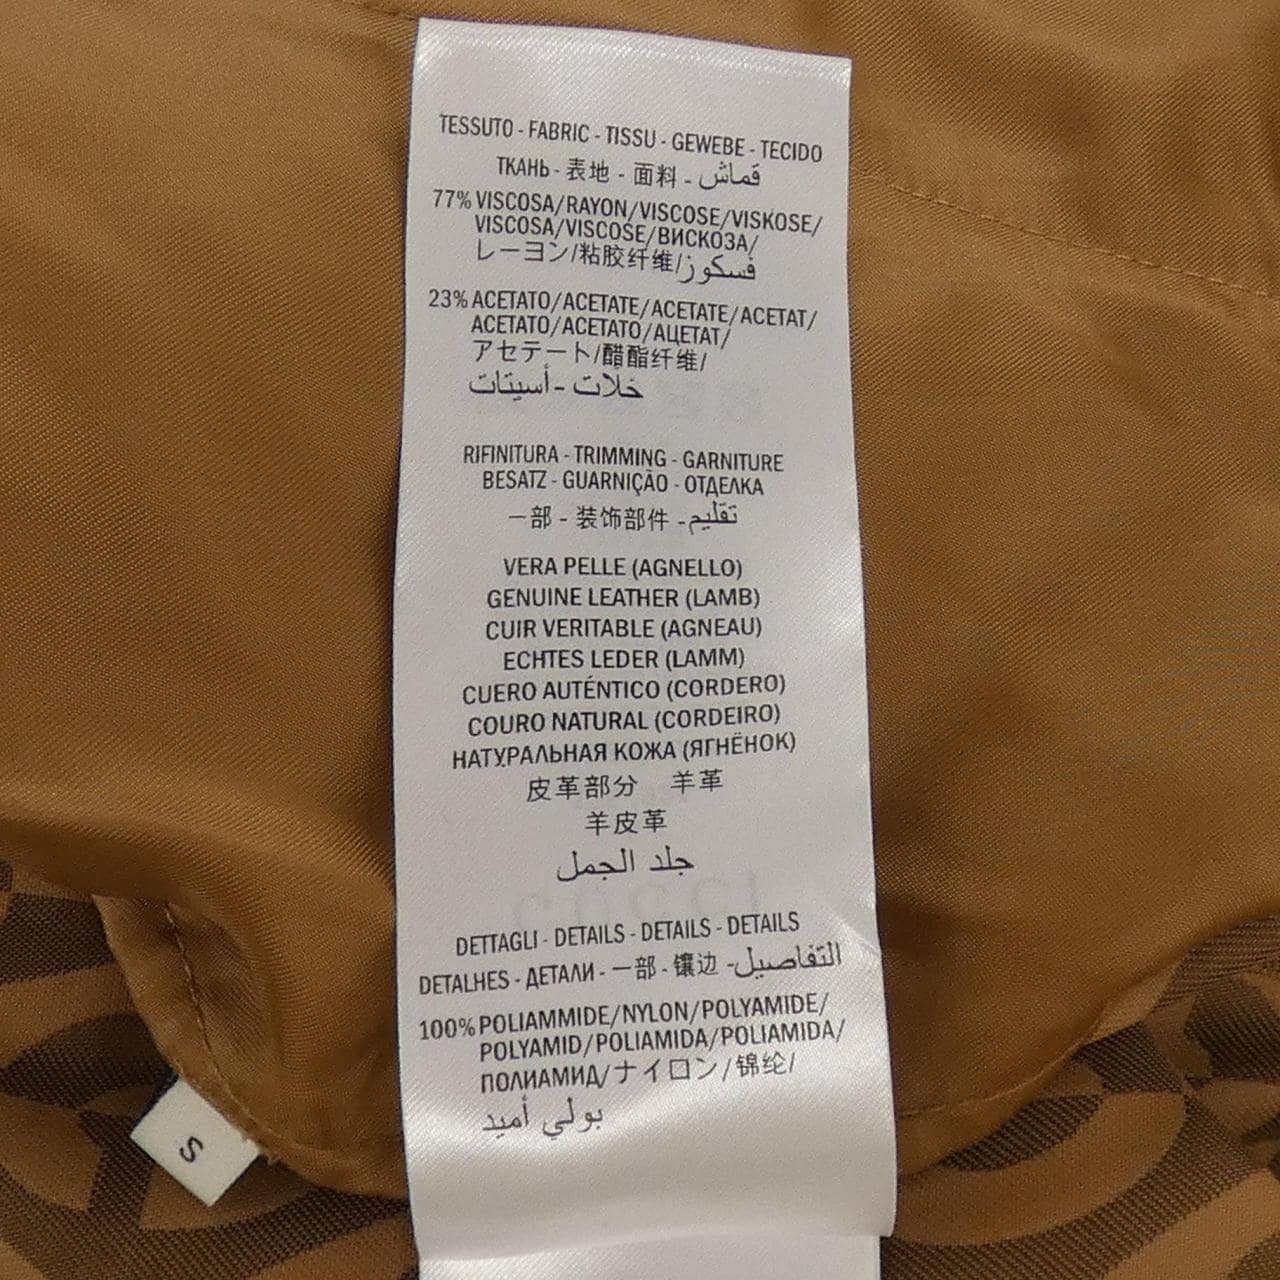 TESSUTO - FABRIC - TISSU - GEWEBE - TECIDO
ТКАНЬ - 表地 - 面料 - قماش
77% VISCOSA/RAYON/VISCOSE/VISKOSE/
VISCOSA/VISCOSE/ВИСКОЗА/
レーヨン/粘胶纤维/فسكوز
23% ACETATO/ACETATE/ACETATE/ACETAT/
ACETATO/ACETATO/АЦЕТАТ/
アセテート/醋酯纤维/
خلات - أسيتات
RIFINITURA - TRIMMING - GARNITURE
BESATZ - GUARNIÇÃO - ОТДЕЛКА
一部 - 装饰部件 - تقليم
VERA PELLE (AGNELLO)
GENUINE LEATHER (LAMB)
CUIR VERITABLE (AGNEAU)
ECHTES LEDER (LAMM)
CUERO AUTÉNTICO (CORDERO)
COURO NATURAL (CORDEIRO)
НАТУРАЛЬНАЯ КОЖА (ЯГНЁНОК)
皮革部分 羊革
羊皮革
جلد الجمل
DETTAGLI - DETAILS - DETAILS - DETAILS
DETALHES - ДЕТАЛИ - 一部 - 镶边 - التفاصيل
100% POLIAMMIDE/NYLON/POLYAMIDE/
POLYAMID/POLIAMIDA/POLIAMIDA/
ПОЛИАМИД/ナイロン/锦纶/
بولي أميد
S